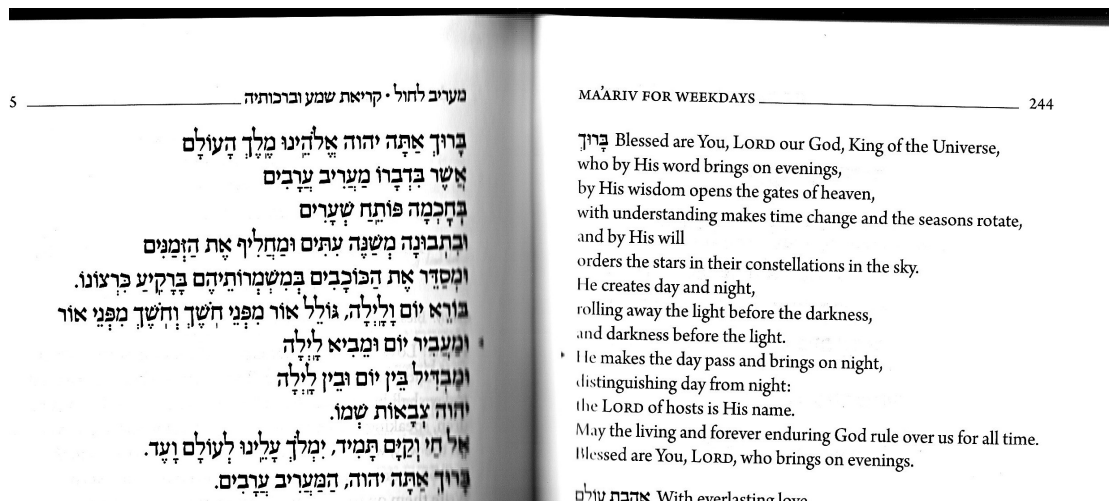 מעריב לחול • קריאת שמע וברכותיה 5
בָּרוּךְ אַתָּה יהוה אֱלֹהֵֽינוּ מֶֽלֶךְ הָעוֹלָם
אֲשֶׁר בִּדְבָרוֹ מַעֲרִיב עֲרָבִים
בְּחָכְמָה פּוֹתֵֽחַ שְׁעָרִים
וּבִתְבוּנָה מְשַׁנֶּה עִתִּים וּמַחֲלִיף אֶת הַזְּמַנִּים
וּמְסַדֵּר אֶת הַכּוֹכָבִים בְּמִשְׁמְרוֹתֵיהֶם בָּרָקִֽיעַ כִּרְצוֹנוֹ.
בּוֹרֵא יוֹם וָלָֽיְלָה, גּוֹלֵל אוֹר מִפְּנֵי חֹֽשֶׁךְ וְחֹֽשֶׁךְ מִפְּנֵי אוֹר
וּמַעֲבִיר יוֹם וּמֵבִיא לָֽיְלָה
וּמַבְדִּיל בֵּין יוֹם וּבֵין לָֽיְלָה
יהוה צְבָאוֹת שְׁמוֹ.
אֵל חַי וְקַיָּם תָּמִיד, יִמְלֹךְ עָלֵֽינוּ לְעוֹלָם וָעֶד.
בָּרוּךְ אַתָּה יהוה, הַמַּעֲרִיב עֲרָבִים.
MA'ARIV FOR WEEKDAYS 244
בָּרוּךְ Blessed are You, LORD our God, King of the Universe,
who by His word brings on evenings,
by His wisdom opens the gates of heaven,
with understanding makes time change and the seasons rotate,
and by His will
orders the stars in their constellations in the sky.
He creates day and night,
rolling away the light before the darkness,
and darkness before the light.
He makes the day pass and brings on night,
distinguishing day from night:
the LORD of hosts is His name.
May the living and forever enduring God rule over us for all time.
Blessed are You, LORD, who brings on evenings.
אַהֲבַת עוֹלָם With everlasting love